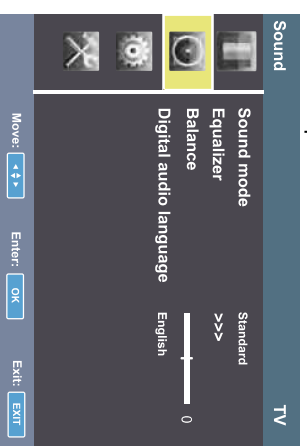 Sound TV
Sound mode Standard
Equalizer >>>
Balance 0
Digital audio language English
Move: Enter: OK Exit: EXIT